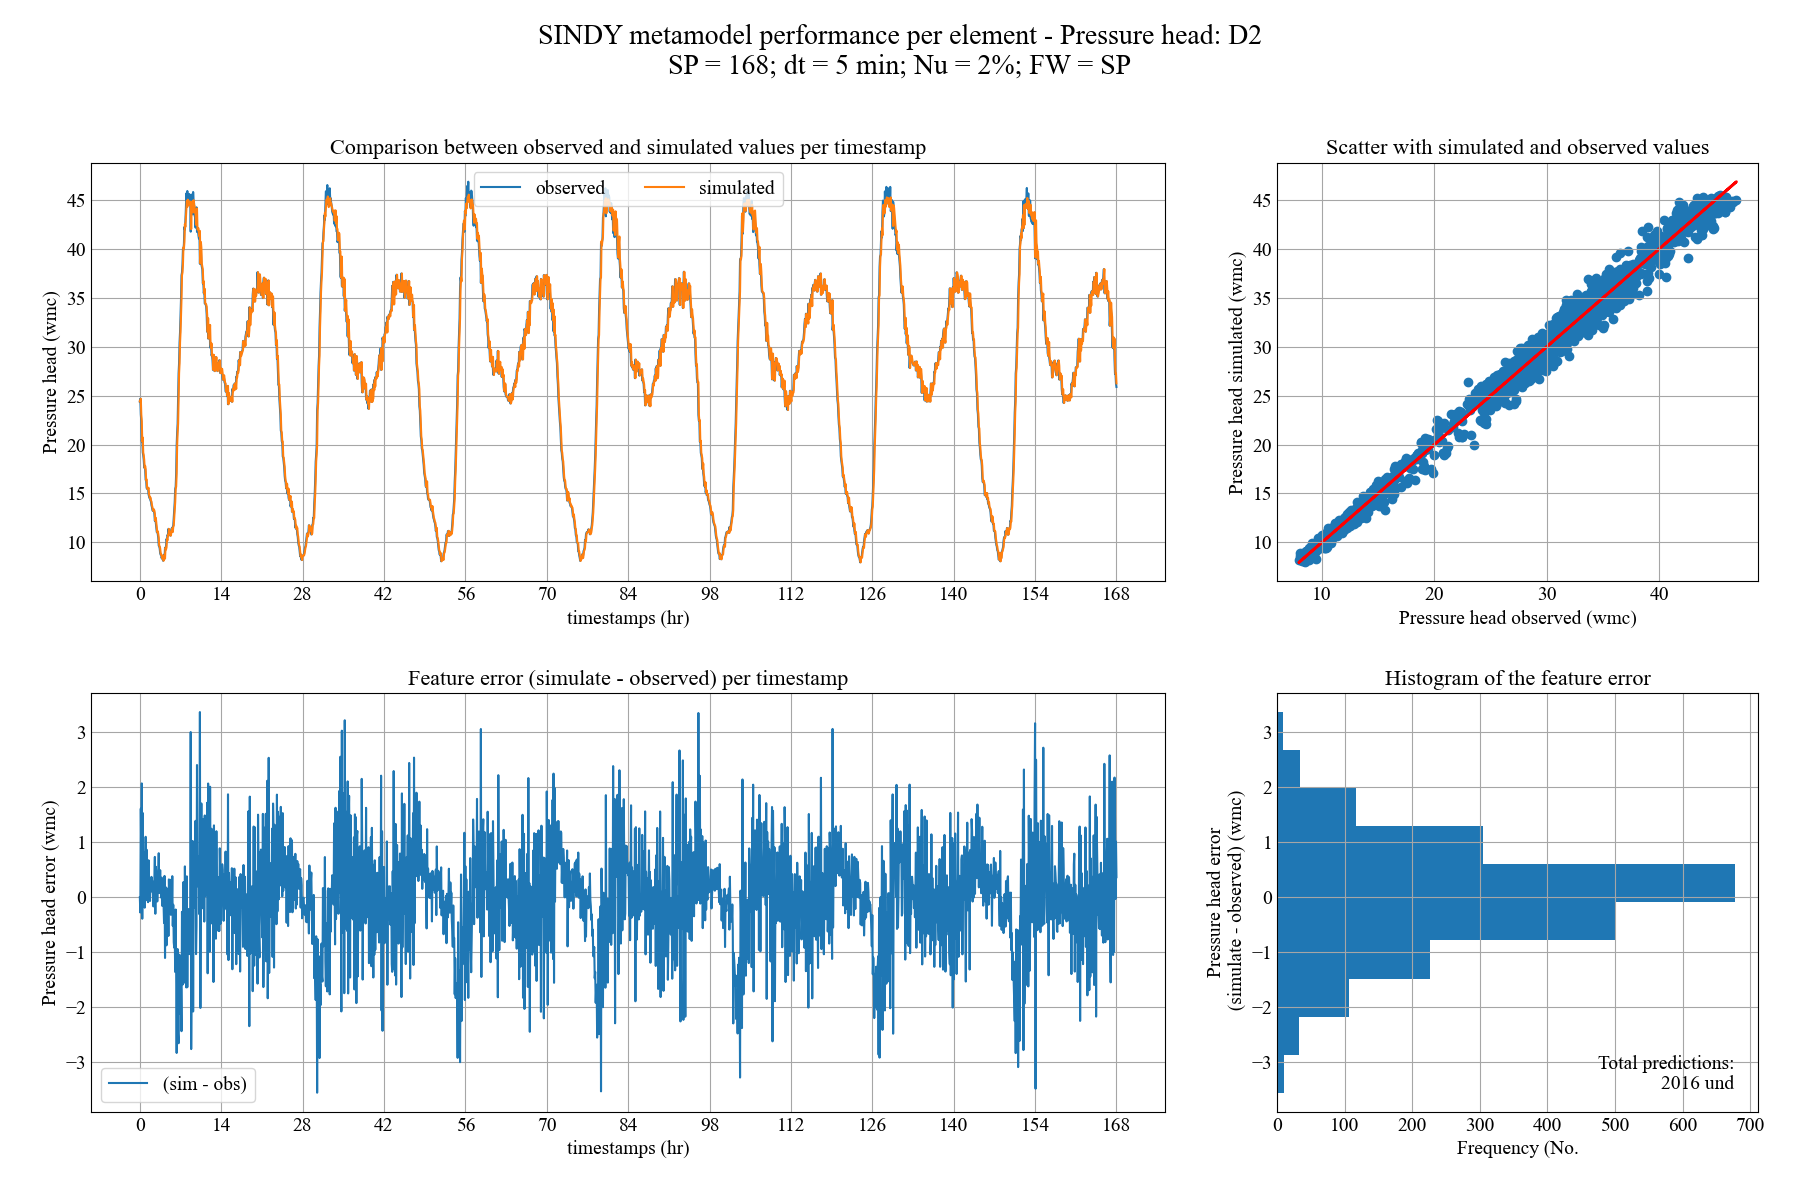 SINDY metamodel performance per element - Pressure head: D2
SP = 168; dt = 5 min; Nu = 2%; FW = SP
Comparison between observed and simulated values per timestamp
observed
simulated
45
40
35
30
25
20
15
10
Pressure head (wmc)
0 14 28 42 56 70 84 98 112 126 140 154 168
timestamps (hr)
Scatter with simulated and observed values
45
40
35
30
25
20
15
10
Pressure head simulated (wmc)
10 20 30 40
Pressure head observed (wmc)
Feature error (simulate - observed) per timestamp
3
2
1
0
−1
−2
−3
Pressure head error (wmc)
(sim - obs)
0 14 28 42 56 70 84 98 112 126 140 154 168
timestamps (hr)
Histogram of the feature error
3
2
1
0
−1
−2
−3
Pressure head error
(simulate - observed) (wmc)
Total predictions:
2016 und
0 100 200 300 400 500 600 700
Frequency (No.